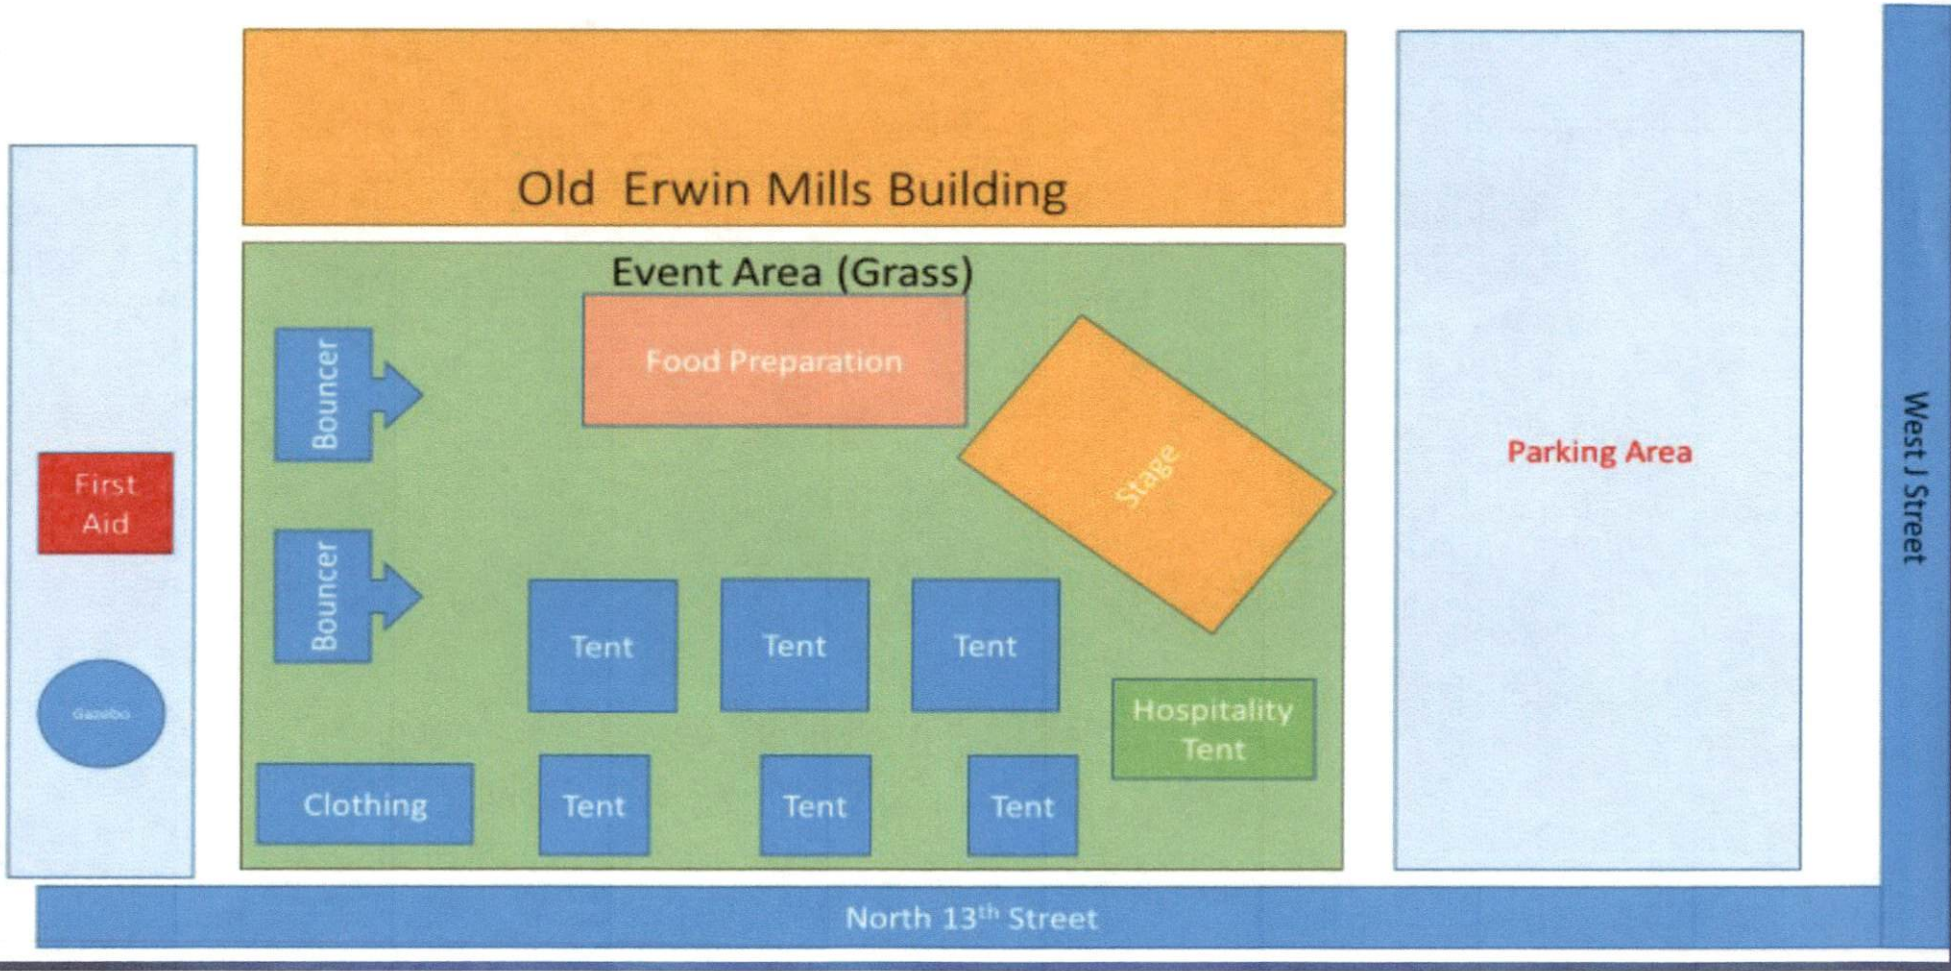 Old Erwin Mills Building
Event Area (Grass)
Food Preparation
Bouncer
Stage
Parking Area
West J Street
First
Aid
Bouncer
Tent
Tent
Tent
Gazebo
Hospitality
Tent
Clothing
Tent
Tent
Tent
North 13th Street